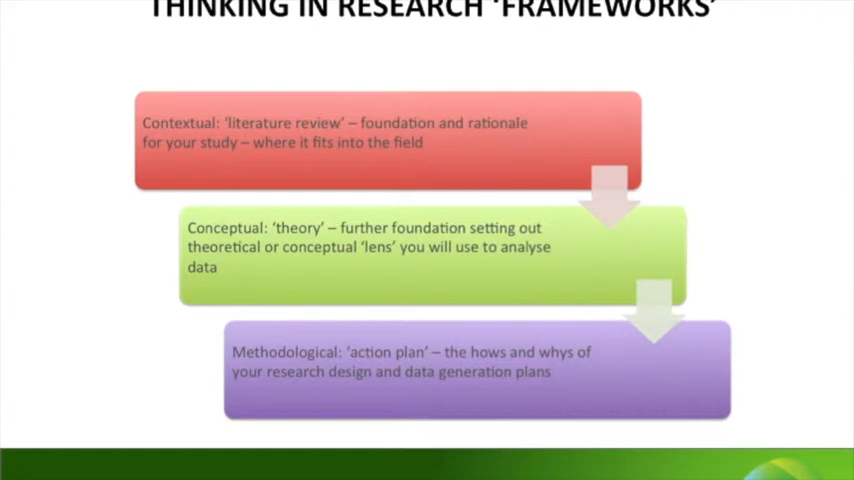 THINKING IN RESEARCH ‘FRAMEWORKS’
Contextual: ‘literature review’ – foundation and rationale
for your study – where it fits into the field
Conceptual: ‘theory’ – further foundation setting out
theoretical or conceptual ‘lens’ you will use to analyse
data
Methodological: ‘action plan’ – the hows and whys of
your research design and data generation plans